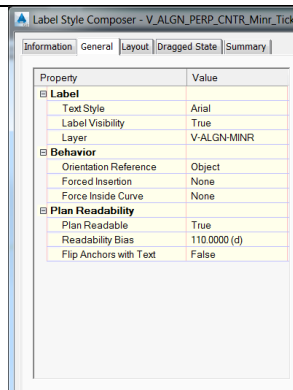 Label Style Composer - V_ALGN_PERP_CNTR_Minr_Tick
Information General Layout Dragged State Summary
Property Value
Label
Text Style Arial
Label Visibility True
Layer V-ALGN-MINR
Behavior
Orientation Reference Object
Forced Insertion None
Force Inside Curve None
Plan Readability
Plan Readable True
Readability Bias 110.0000 (d)
Flip Anchors with Text False